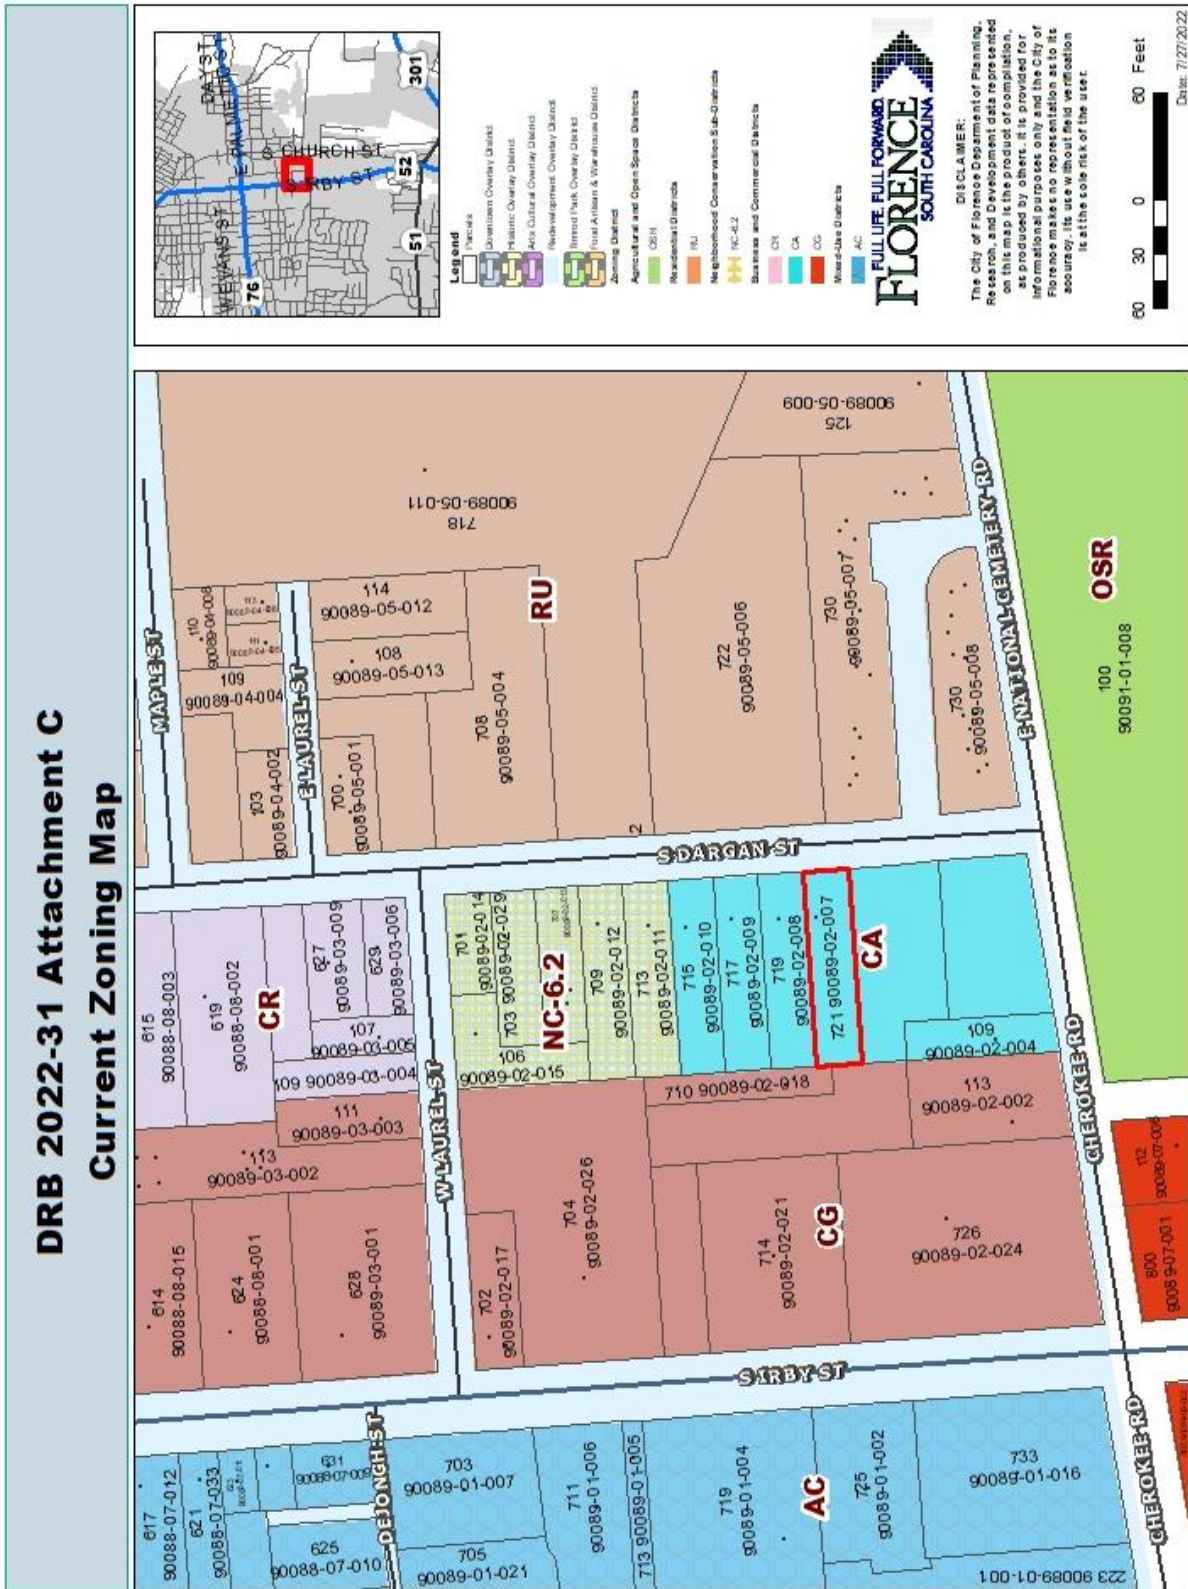 DRB 2022-31 Attachment C
Current Zoning Map
614
90088-08-015
624
90088-08-001
628
90089-03-001
615
90088-08-003
619
90088-08-002
CR
627
90089-03-009
629
90089-03-006
107
90089-03-005
109 90089-03-004
111
90089-03-003
113
90089-03-002
MAPLE ST
110
90089-04-008
109
90089-04-004
103
90089-04-002
E LAUREL ST
114
90089-05-012
108
90089-05-013
700
90089-05-001
708
90089-05-004
RU
718
90089-05-011
125
90089-05-009
722
90089-05-006
730
90089-05-007
730
90089-05-008
2
E NATIONAL CEMETERY RD
OSR
100
90091-01-008
S DARGAN ST
W LAUREL ST
701
90089-02-014
703 90089-02-029
NC-6.2
106
90089-02-015
709
90089-02-012
713
90089-02-011
715
90089-02-010
717
90089-02-009
719
90089-02-008
721 90089-02-007
CA
109
90089-02-004
710 90089-02-018
113
90089-02-002
702
90089-02-017
704
90089-02-026
714
90089-02-021
CG
726
90089-02-024
CHEROKEE RD
112
90089-07-006
800
90089-07-001
S IRBY ST
617
90088-07-012
621
90088-07-033
631
90088-07-009
625
90088-07-010
DEJONGH ST
703
90089-01-007
705
90089-01-021
711
90089-01-006
713 90089-01-005
719
90089-01-004
AC
725
90089-01-002
733
90089-01-016
223 90089-01-001
CHEROKEE RD
W EVANS ST
E PALMETTO ST
DAY ST
S CHURCH ST
S IRBY ST
76
51
52
301
Legend
Parcels
Downtown Overlay District
Historic Overlay District
Arts Cultural Overlay District
Redevelopment Overlay District
Timrod Park Overlay District
Food Artisan & Warehouse District
Zoning District
Agricultural and Open Space Districts
OSR
Residential Districts
RU
Neighborhood Conservation Sub-Districts
NC-6.2
Business and Commercial Districts
CR
CA
CG
Mixed-Use Districts
AC
FULL LIFE. FULL FORWARD.
FLORENCE
SOUTH CAROLINA
DISCLAIMER:
The City of Florence Department of Planning,
Research, and Development data represented
on this map is the product of compilation,
as produced by others. It is provided for
informational purposes only and the City of
Florence makes no representation as to its
accuracy. Its use without field verification
is at the sole risk of the user.
60 30 0 60 Feet
Date: 7/27/2022